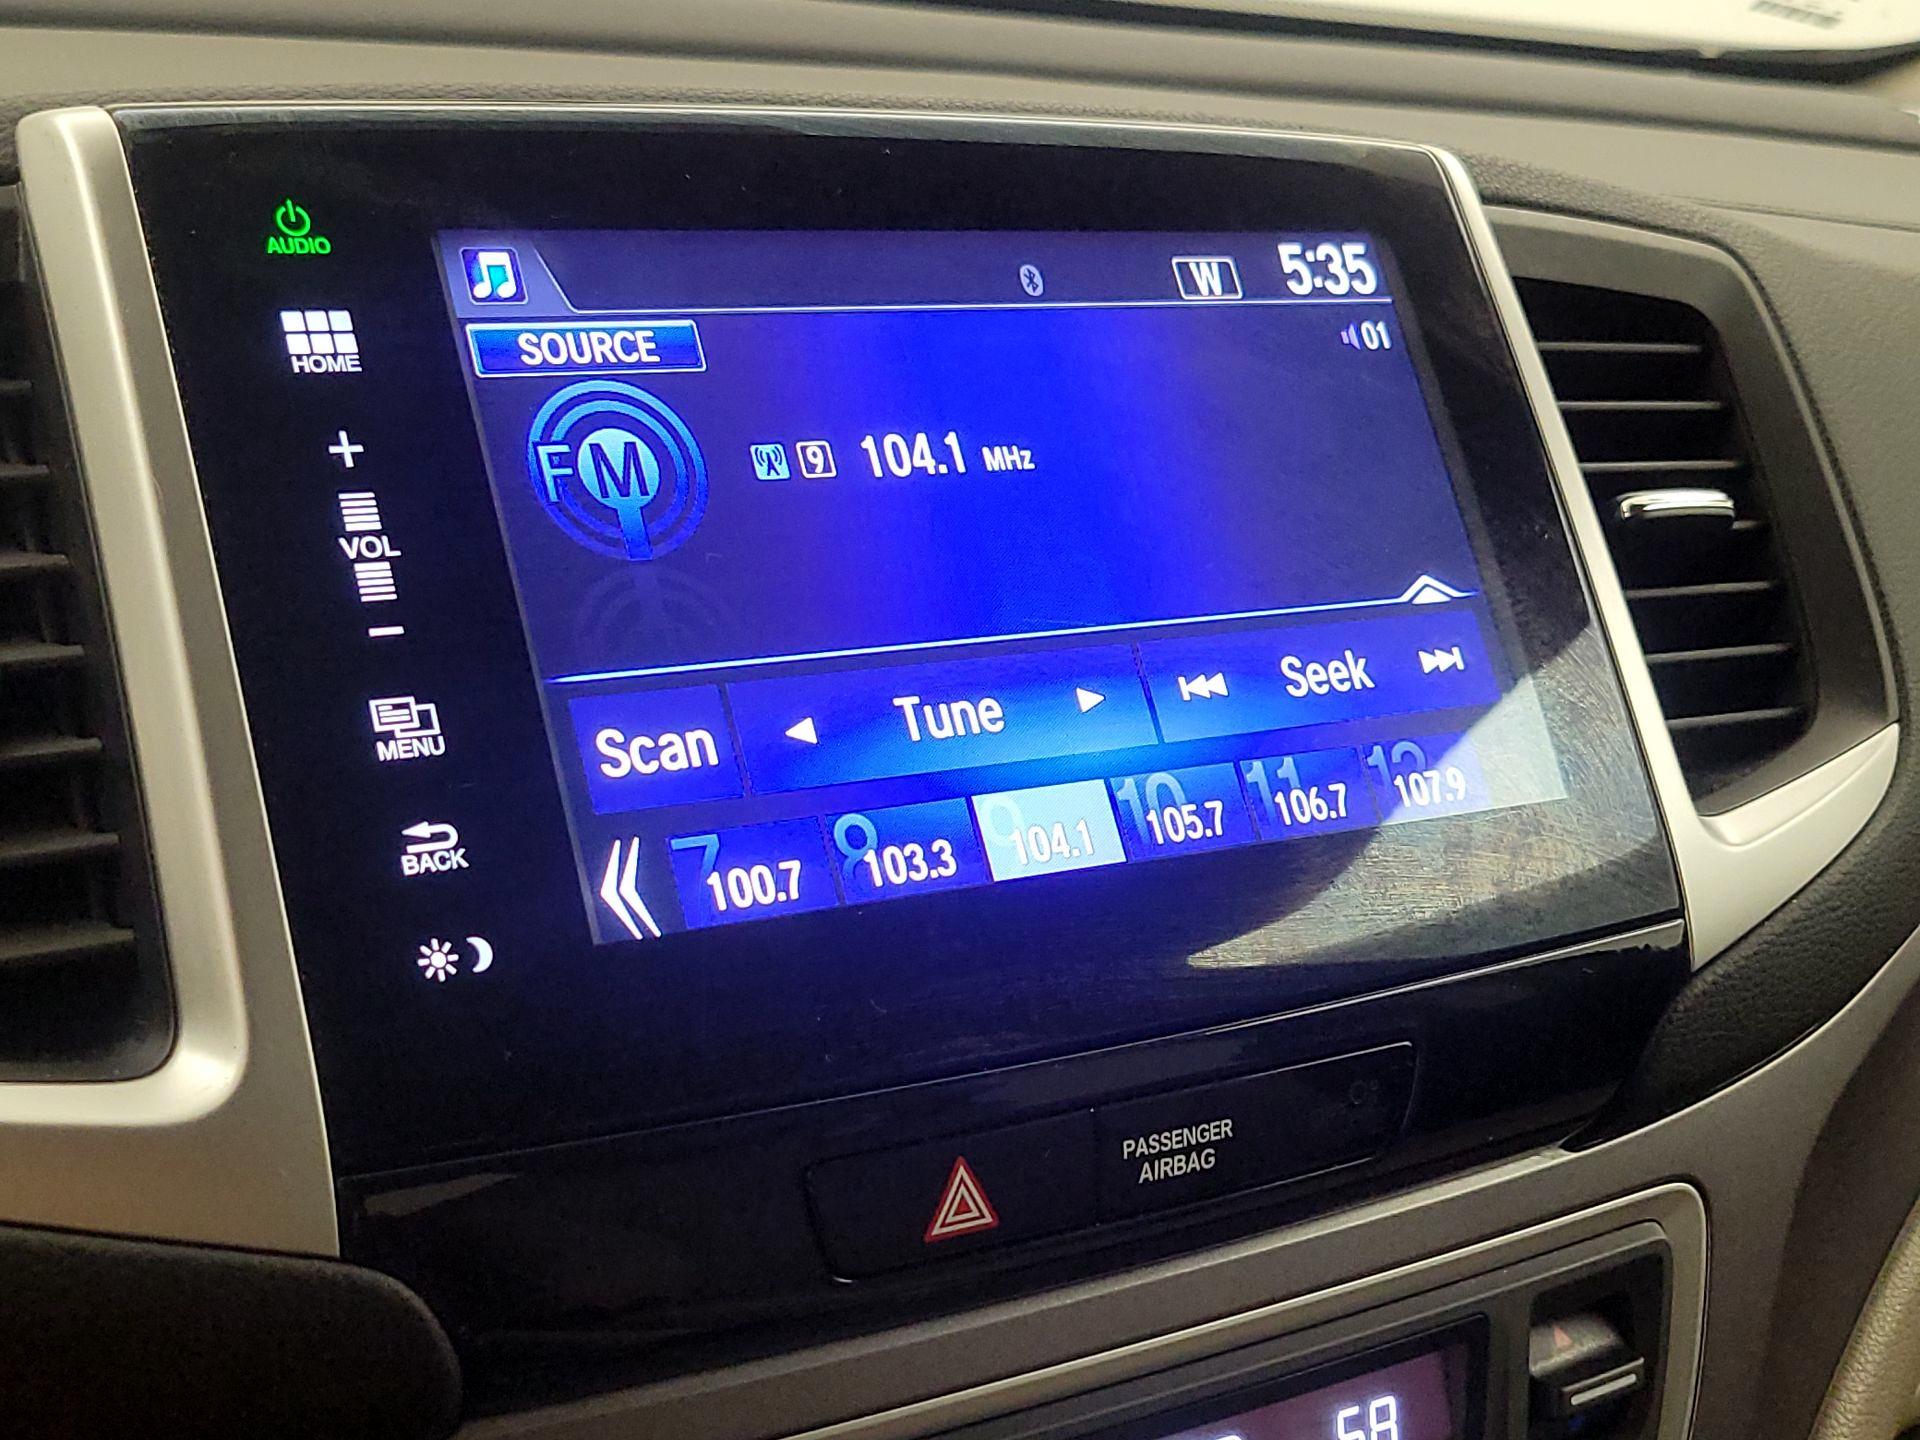 AUDIO
W 5:35
HOME
SOURCE
01
FM
9 104.1 MHz
+
VOL
-
Scan Tune Seek
MENU
7 100.7 8 103.3 9 104.1 10 105.7 11 106.7 12 107.9
BACK
PASSENGER
AIRBAG
68